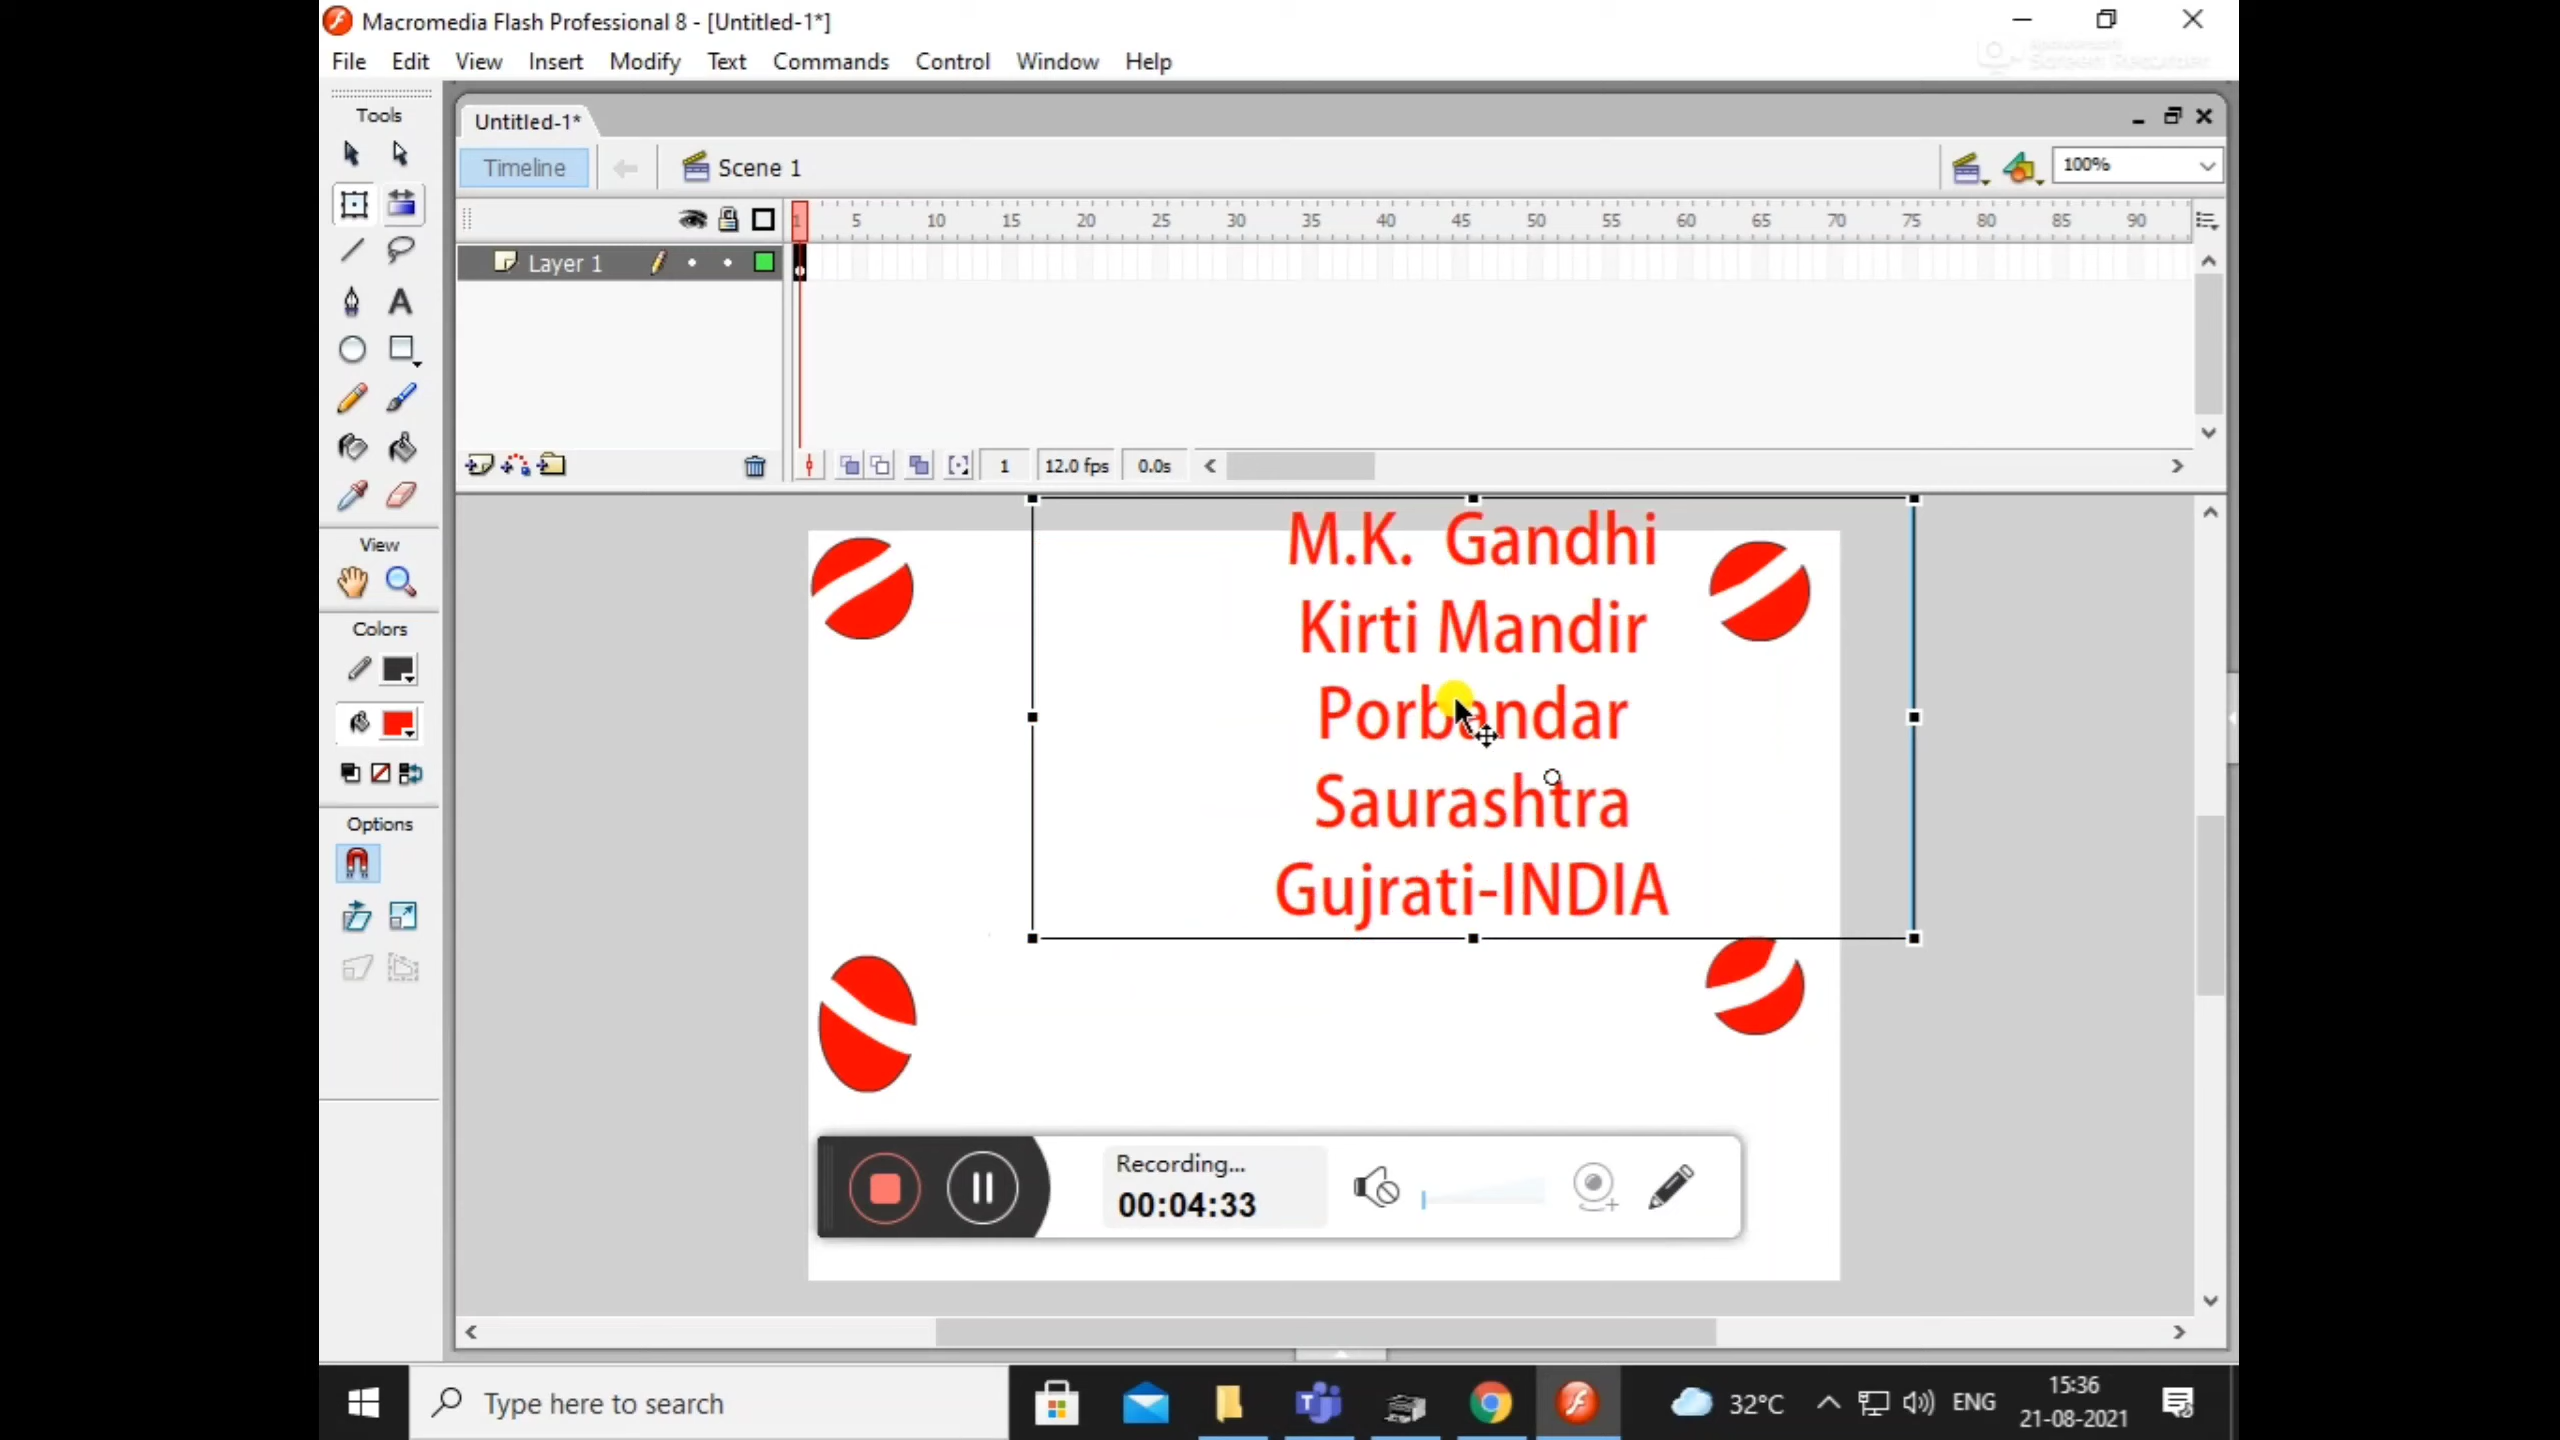 Macromedia Flash Professional 8 - [Untitled-1*]
File Edit View Insert Modify Text Commands Control Window Help
Screen Recorder
Tools
Untitled-1*
Timeline
Scene 1
100%
1 5 10 15 20 25 30 35 40 45 50 55 60 65 70 75 80 85 90
Layer 1
1 12.0 fps 0.0s
View
Colors
Options
M.K. Gandhi
Kirti Mandir
Porbandar
Saurashtra
Gujrati-INDIA
Recording...
00:04:33
Type here to search
32°C
ENG
15:36
21-08-2021